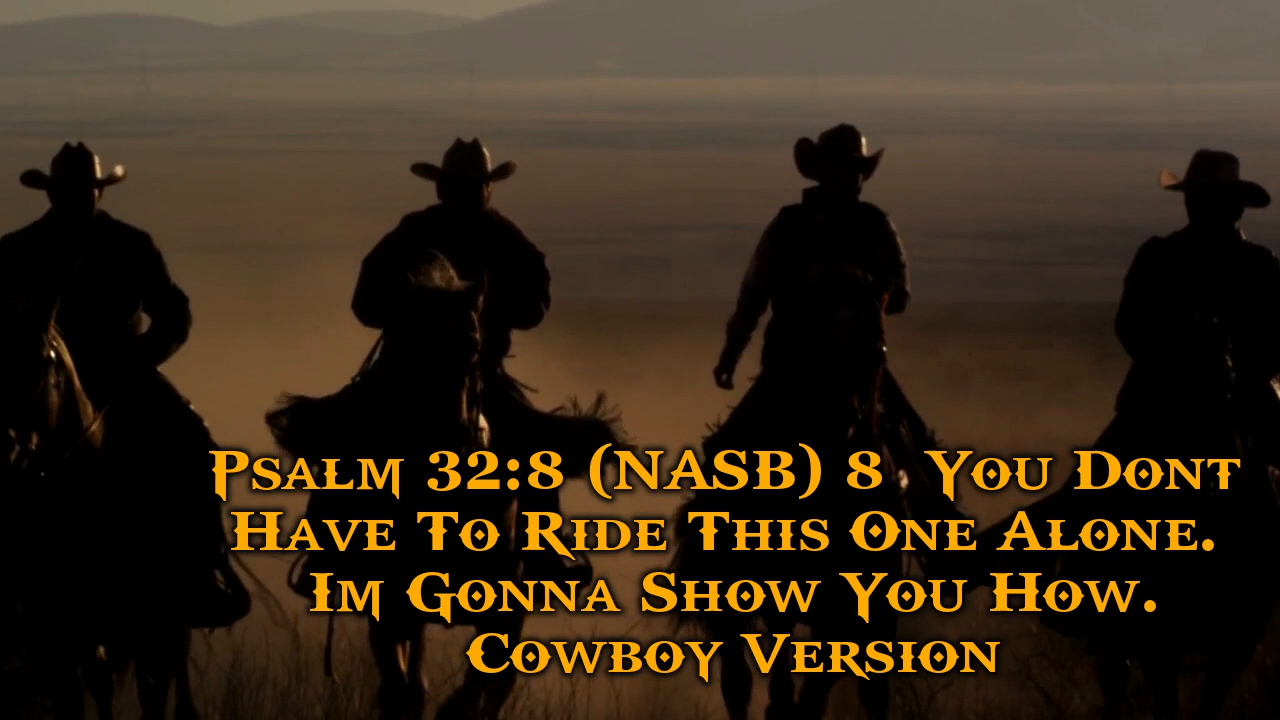 Psalm 32:8 (NASB) 8 You Dont
Have To Ride This One Alone.
Im Gonna Show You How.
Cowboy Version